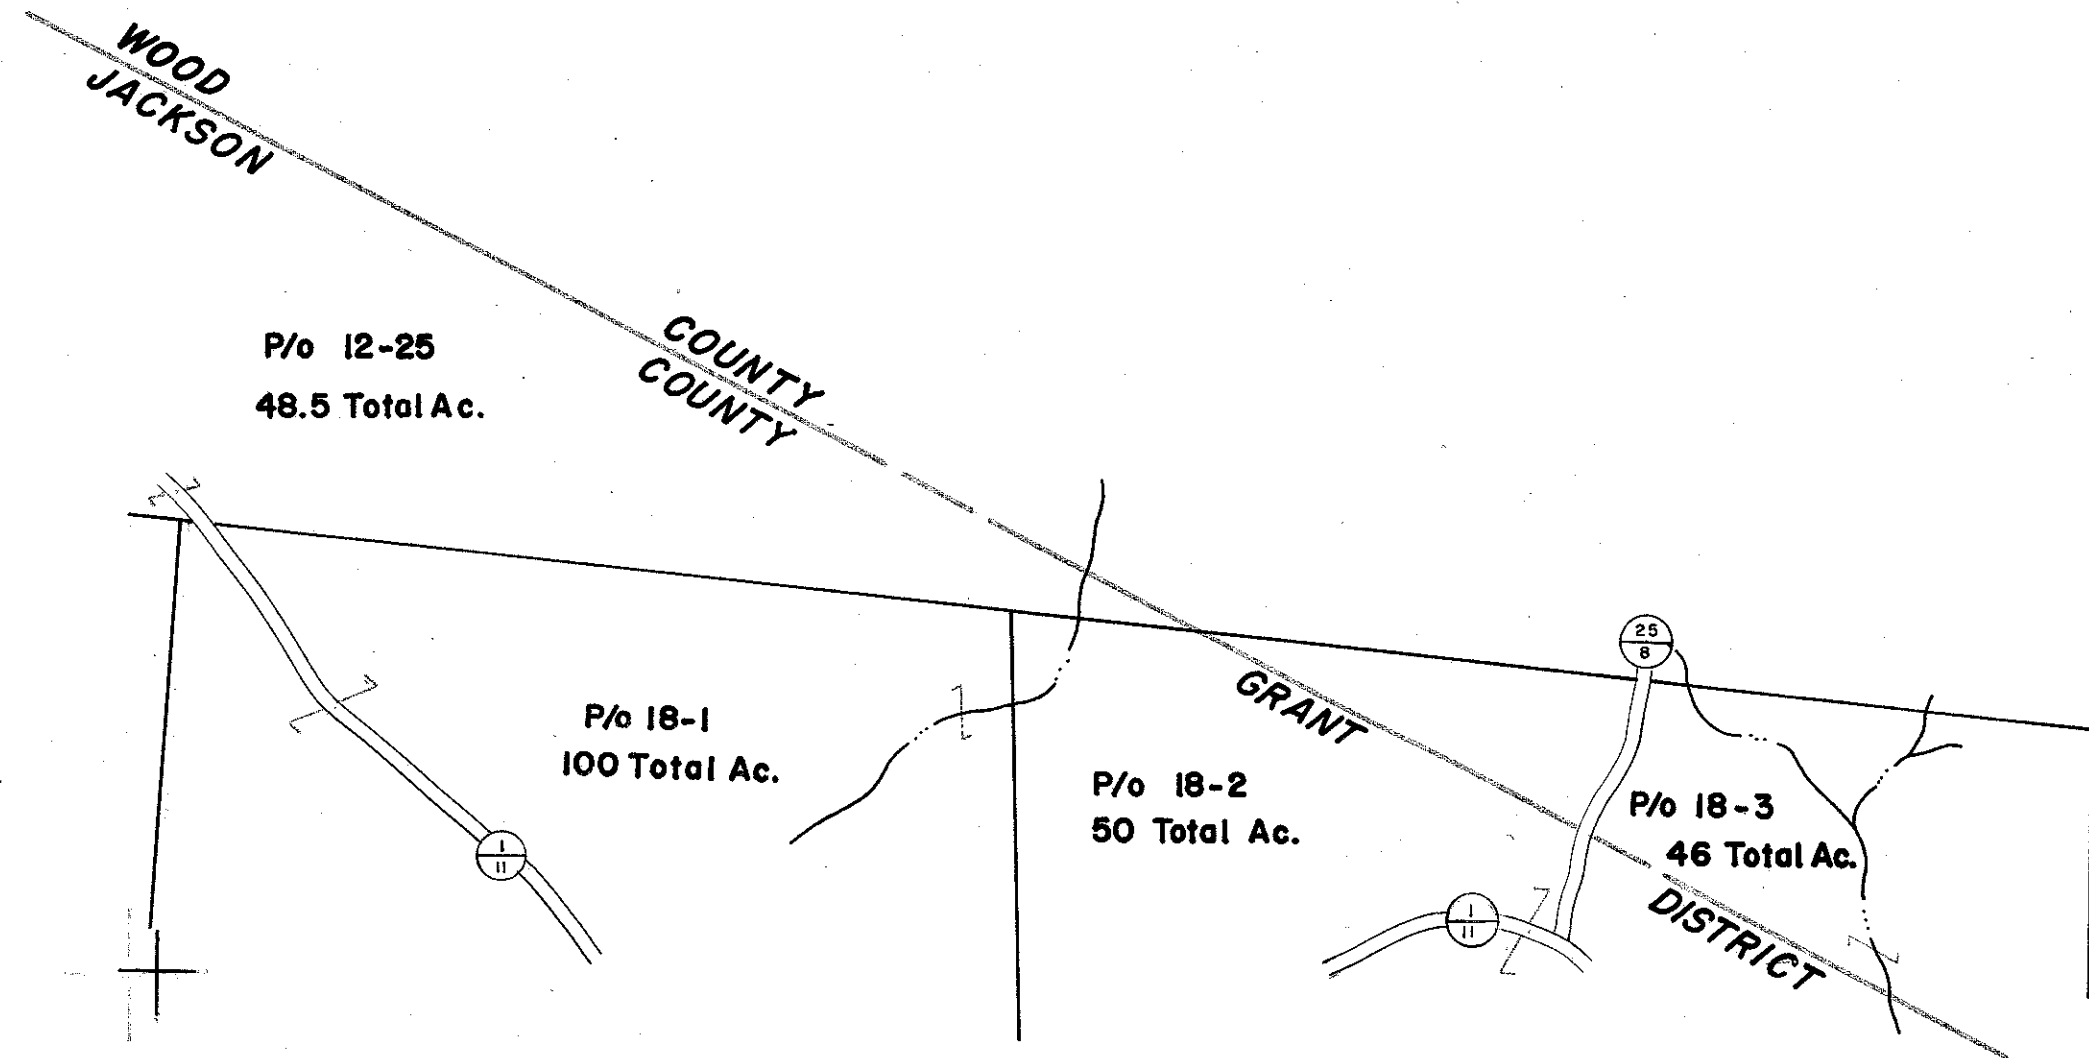 WOOD COUNTY
JACKSON COUNTY
P/o 12-25
48.5 Total Ac.
GRANT DISTRICT
25
8
P/o 18-1
100 Total Ac.
P/o 18-2
50 Total Ac.
P/o 18-3
46 Total Ac.
1
11
1
11